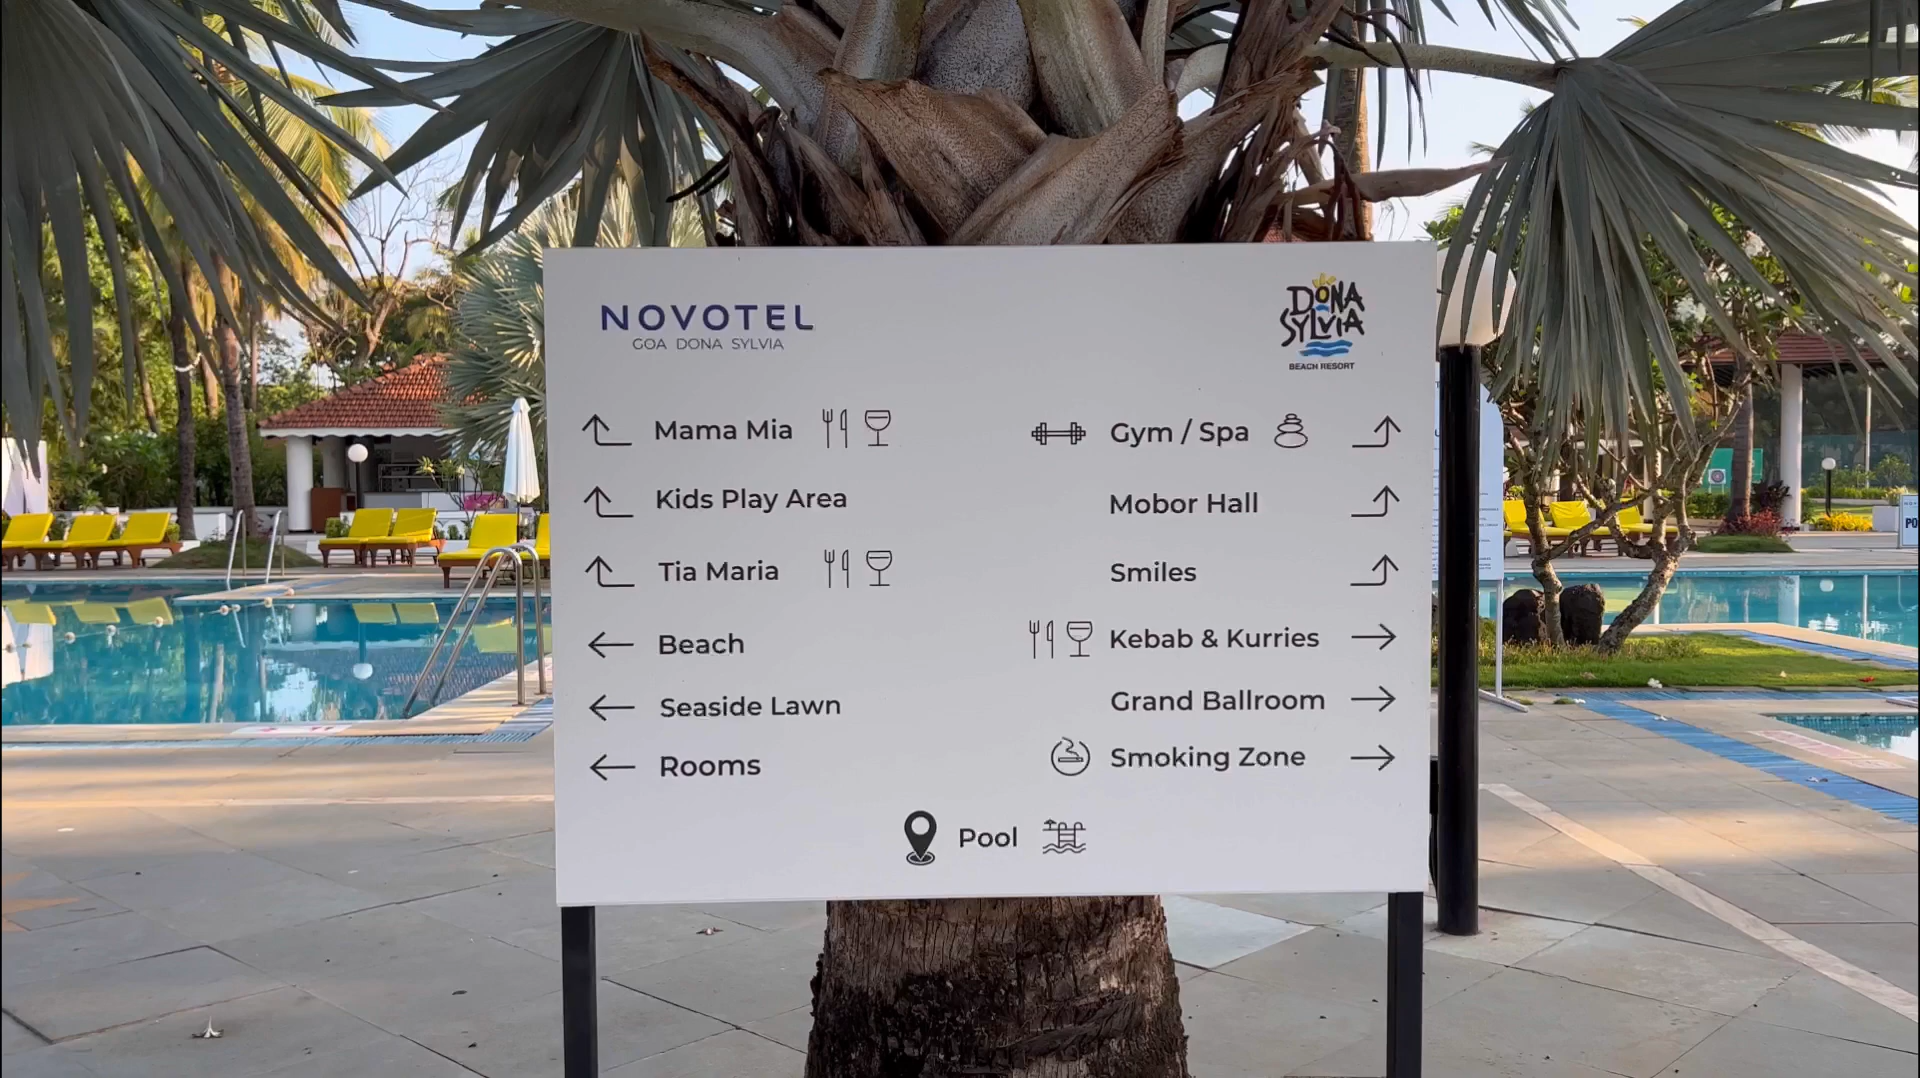 NOVOTEL
GOA DONA SYLVIA
DONA
SYLVIA
BEACH RESORT
Mama Mia
Kids Play Area
Tia Maria
Beach
Seaside Lawn
Rooms
Gym / Spa
Mobor Hall
Smiles
Kebab & Kurries
Grand Ballroom
Smoking Zone
Pool